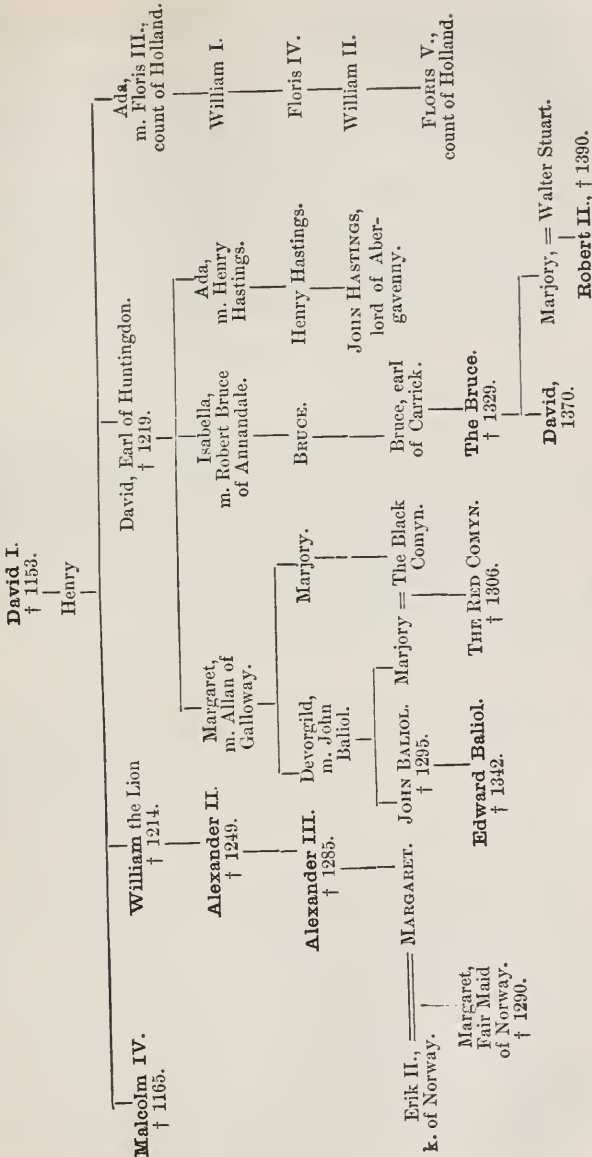 David I.
† 1153.
Henry
Malcolm IV.
† 1165.
William the Lion
† 1214.
David, Earl of Huntingdon.
† 1219.
Ada,
m. Floris III.,
count of Holland.
Alexander II.
† 1249.
Margaret,
m. Allan of
Galloway.
Isabella,
m. Robert Bruce
of Annandale.
Ada,
m. Henry
Hastings.
William I.
Alexander III.
† 1285.
Devorgild,
m. John
Baliol.
Marjory.
BRUCE.
Henry Hastings.
Floris IV.
Erik II.,
k. of Norway.
MARGARET.
JOHN BALIOL.
† 1295.
Marjory = The Black
Comyn.
Bruce, earl
of Carrick.
JOHN HASTINGS,
lord of Aber-
gavenny.
William II.
Margaret,
Fair Maid
of Norway.
† 1290.
Edward Baliol.
† 1342.
THE RED COMYN.
† 1306.
The Bruce.
† 1329.
FLORIS V.,
count of Holland.
David,
1370.
Marjory, = Walter Stuart.
Robert II., † 1390.